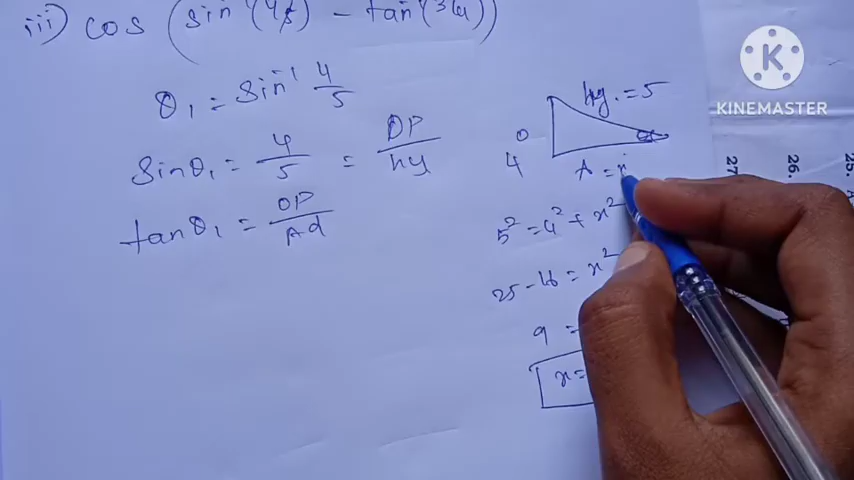 iii) cos (sin⁻¹(4/5) - tan⁻¹(3/4))
θ₁ = sin⁻¹ 4/5
sinθ₁ = 4/5 = OP/hy
tanθ₁ = OP/Ad
hy. = 5
O
4
A = x
5² = 4² + x²
25 - 16 = x²
9 =
x =
KINEMASTER
27
26.
25.